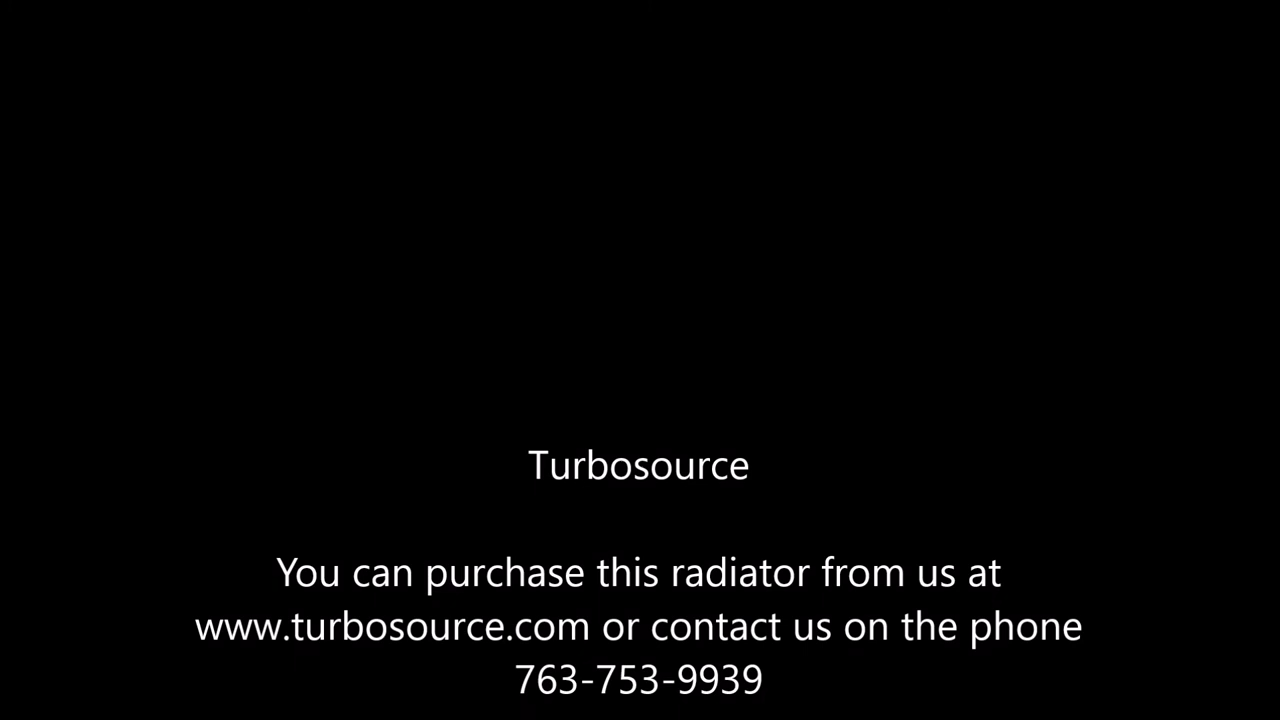 Turbosource
You can purchase this radiator from us at
www.turbosource.com or contact us on the phone
763-753-9939